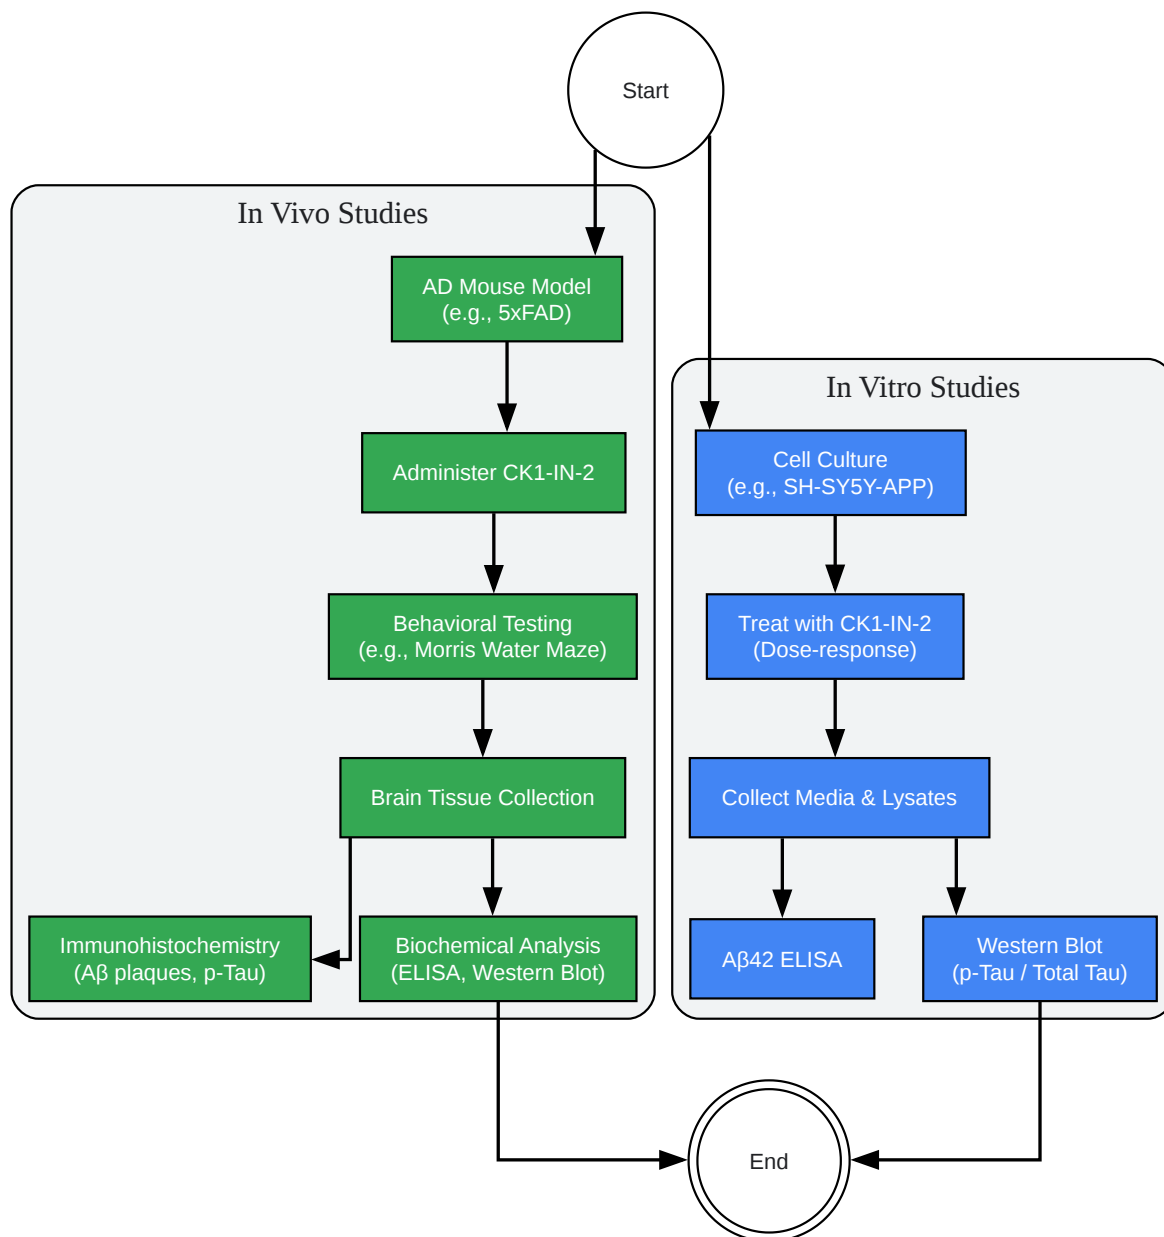 Start
In Vivo Studies
AD Mouse Model
(e.g., 5xFAD)
Administer CK1-IN-2
Behavioral Testing
(e.g., Morris Water Maze)
Brain Tissue Collection
Immunohistochemistry
(Aβ plaques, p-Tau)
Biochemical Analysis
(ELISA, Western Blot)
In Vitro Studies
Cell Culture
(e.g., SH-SY5Y-APP)
Treat with CK1-IN-2
(Dose-response)
Collect Media & Lysates
Aβ42 ELISA
Western Blot
(p-Tau / Total Tau)
End